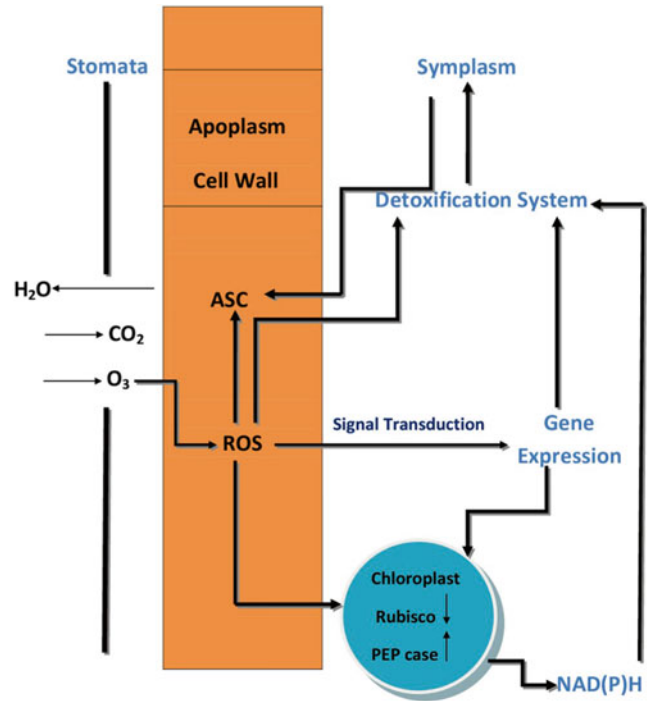 Stomata
Symplasm
Apoplasm
Cell Wall
Detoxification System
H₂O
ASC
CO₂
O₃
ROS
Signal Transduction
Gene
Expression
Chloroplast
Rubisco
PEP case
NAD(P)H